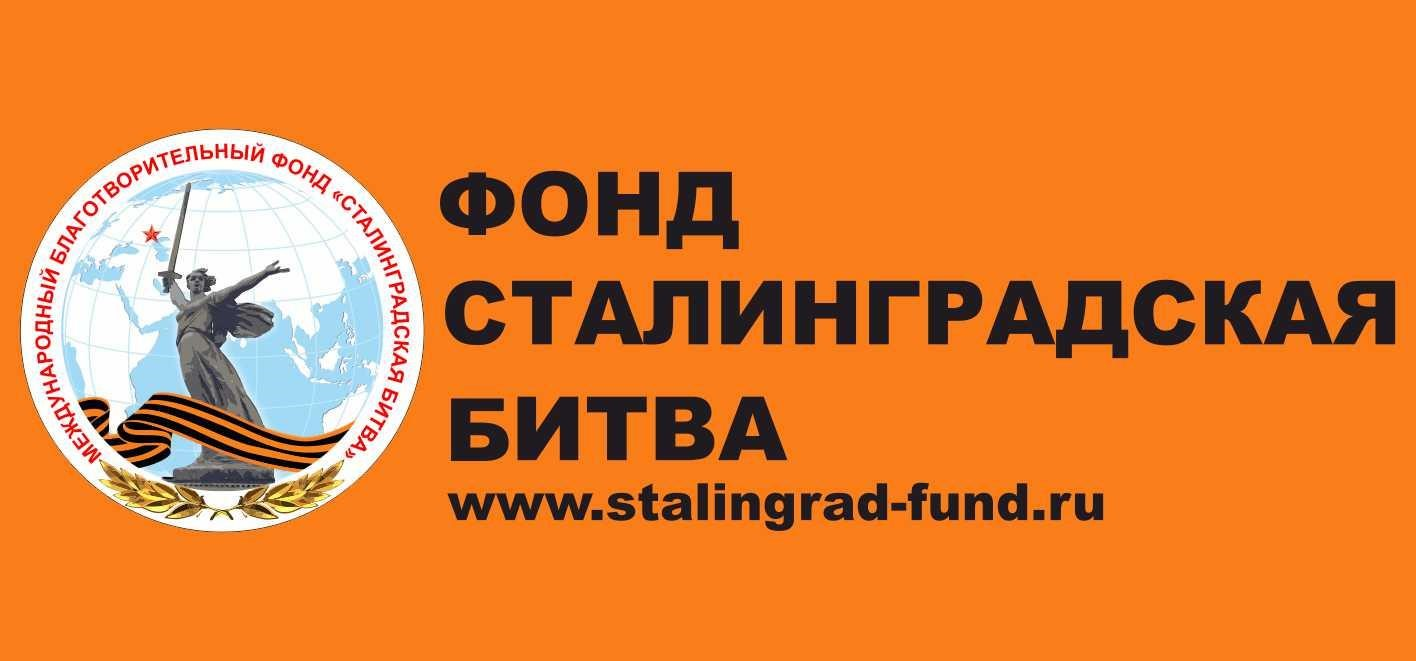 МЕЖДУНАРОДНЫЙ БЛАГОТВОРИТЕЛЬНЫЙ ФОНД «СТАЛИНГРАДСКАЯ БИТВА»
ФОНД
СТАЛИНГРАДСКАЯ
БИТВА
www.stalingrad-fund.ru